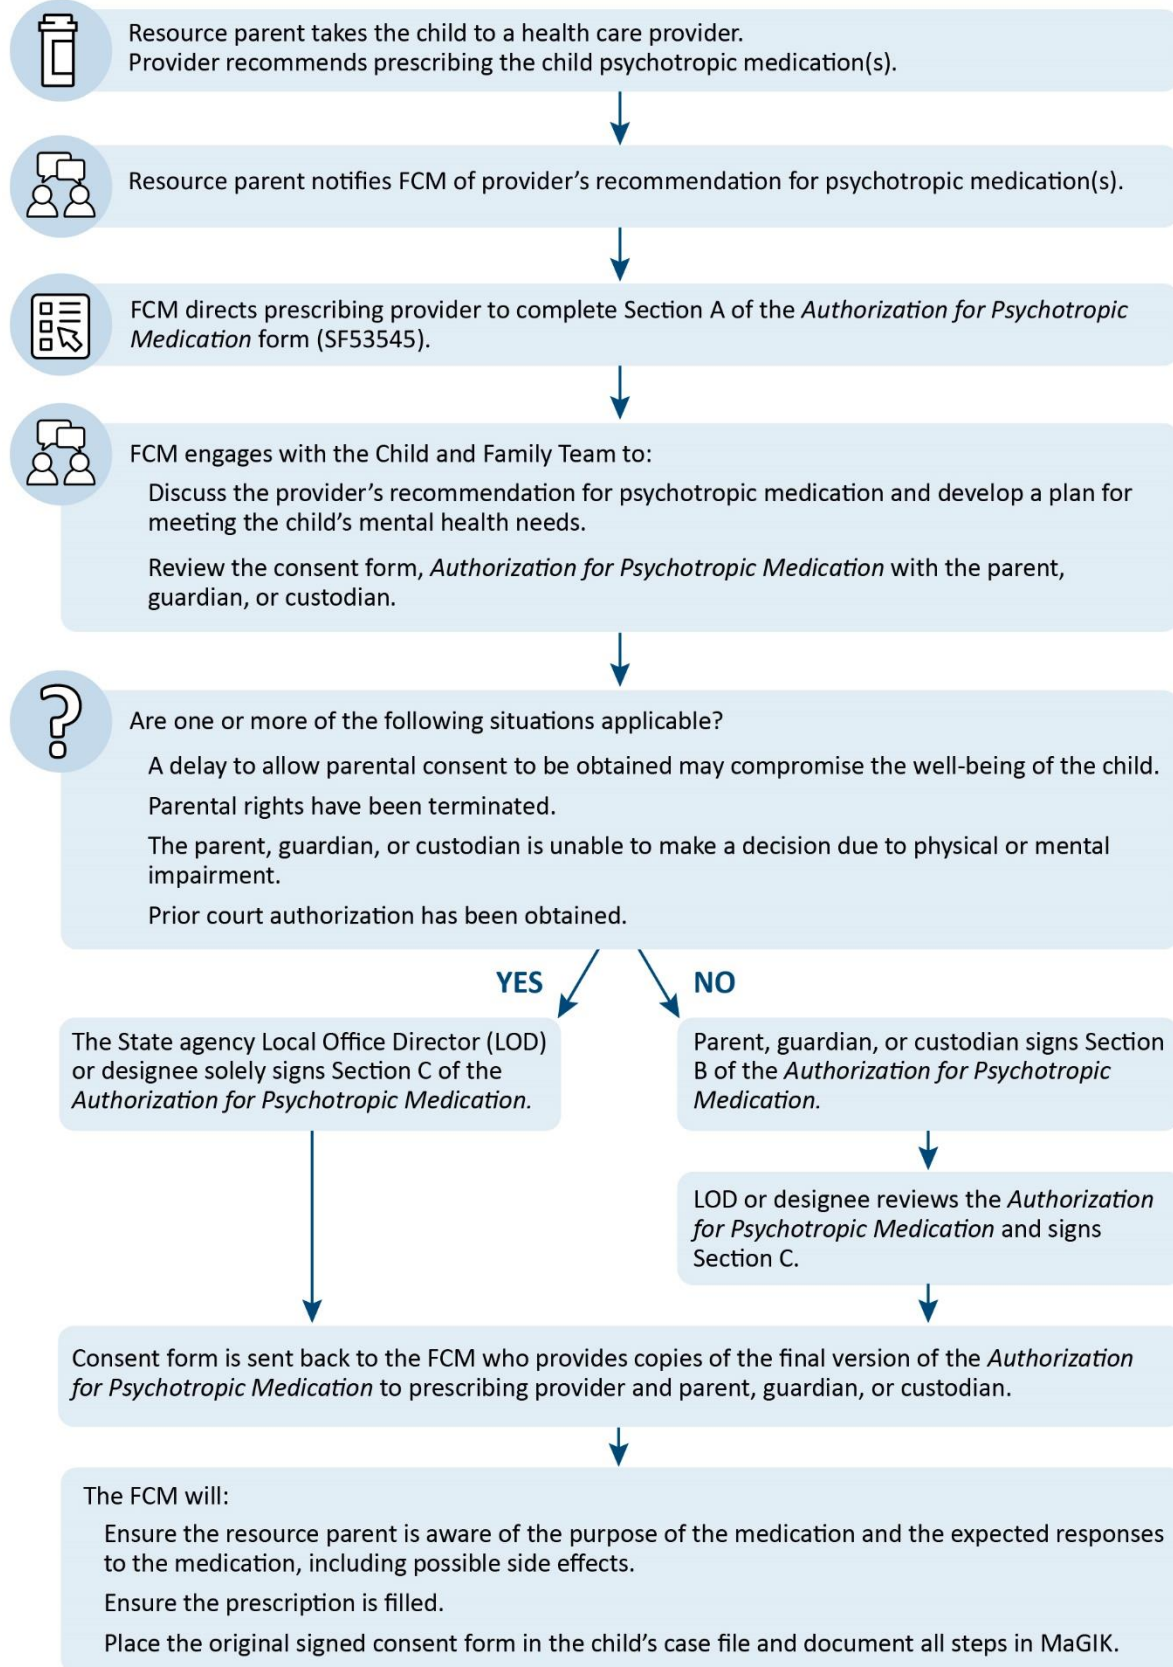 Resource parent takes the child to a health care provider.
Provider recommends prescribing the child psychotropic medication(s).
Resource parent notifies FCM of provider’s recommendation for psychotropic medication(s).
FCM directs prescribing provider to complete Section A of the Authorization for Psychotropic
Medication form (SF53545).
FCM engages with the Child and Family Team to:
Discuss the provider’s recommendation for psychotropic medication and develop a plan for
meeting the child’s mental health needs.
Review the consent form, Authorization for Psychotropic Medication with the parent,
guardian, or custodian.
?
Are one or more of the following situations applicable?
A delay to allow parental consent to be obtained may compromise the well-being of the child.
Parental rights have been terminated.
The parent, guardian, or custodian is unable to make a decision due to physical or mental
impairment.
Prior court authorization has been obtained.
YES
NO
The State agency Local Office Director (LOD)
or designee solely signs Section C of the
Authorization for Psychotropic Medication.
Parent, guardian, or custodian signs Section
B of the Authorization for Psychotropic
Medication.
LOD or designee reviews the Authorization
for Psychotropic Medication and signs
Section C.
Consent form is sent back to the FCM who provides copies of the final version of the Authorization
for Psychotropic Medication to prescribing provider and parent, guardian, or custodian.
The FCM will:
Ensure the resource parent is aware of the purpose of the medication and the expected responses
to the medication, including possible side effects.
Ensure the prescription is filled.
Place the original signed consent form in the child’s case file and document all steps in MaGIK.